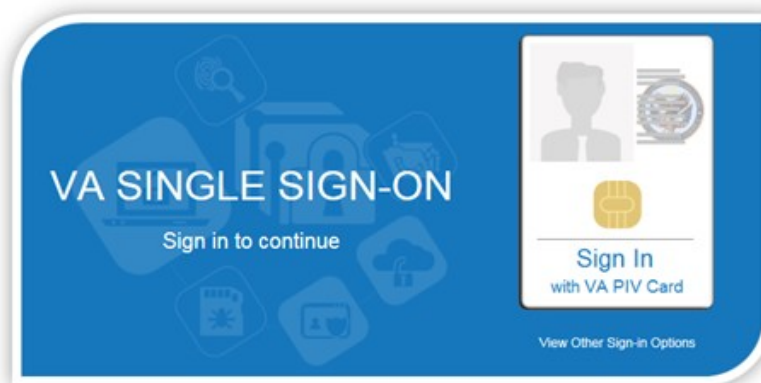 VA SINGLE SIGN-ON
Sign in to continue
Sign In
with VA PIV Card
View Other Sign-in Options